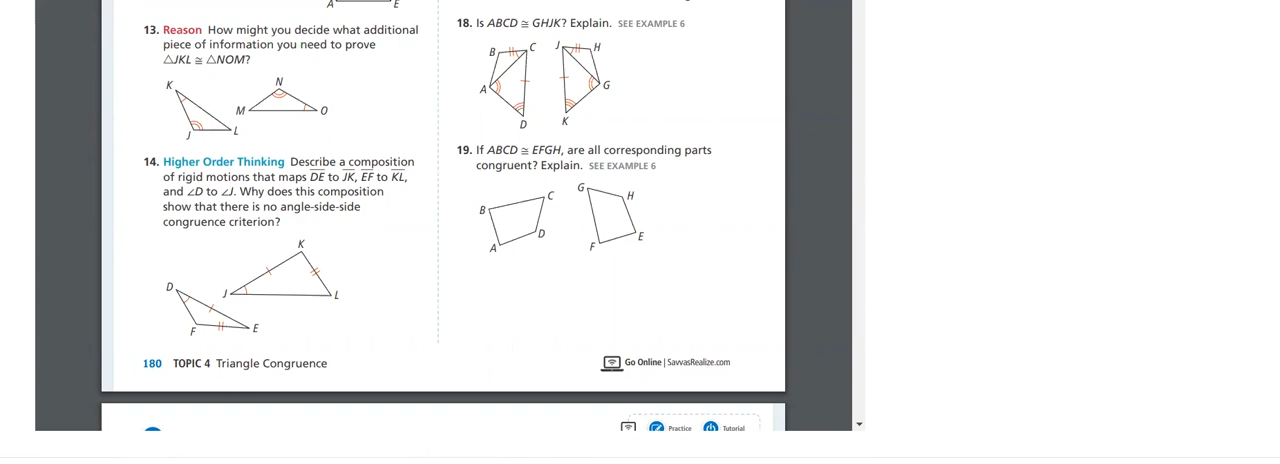 A
E
13. Reason How might you decide what additional
piece of information you need to prove
△JKL ≅ △NOM?
K
N
M
O
J
L
14. Higher Order Thinking Describe a composition
of rigid motions that maps DE to JK, EF to KL,
and ∠D to ∠J. Why does this composition
show that there is no angle-side-side
congruence criterion?
K
D
J
L
F
E
18. Is ABCD ≅ GHJK? Explain. SEE EXAMPLE 6
B
C
J
H
A
G
D
K
19. If ABCD ≅ EFGH, are all corresponding parts
congruent? Explain. SEE EXAMPLE 6
G
C
H
B
D
E
A
F
180 TOPIC 4 Triangle Congruence
Go Online | SavvasRealize.com
Practice
Tutorial